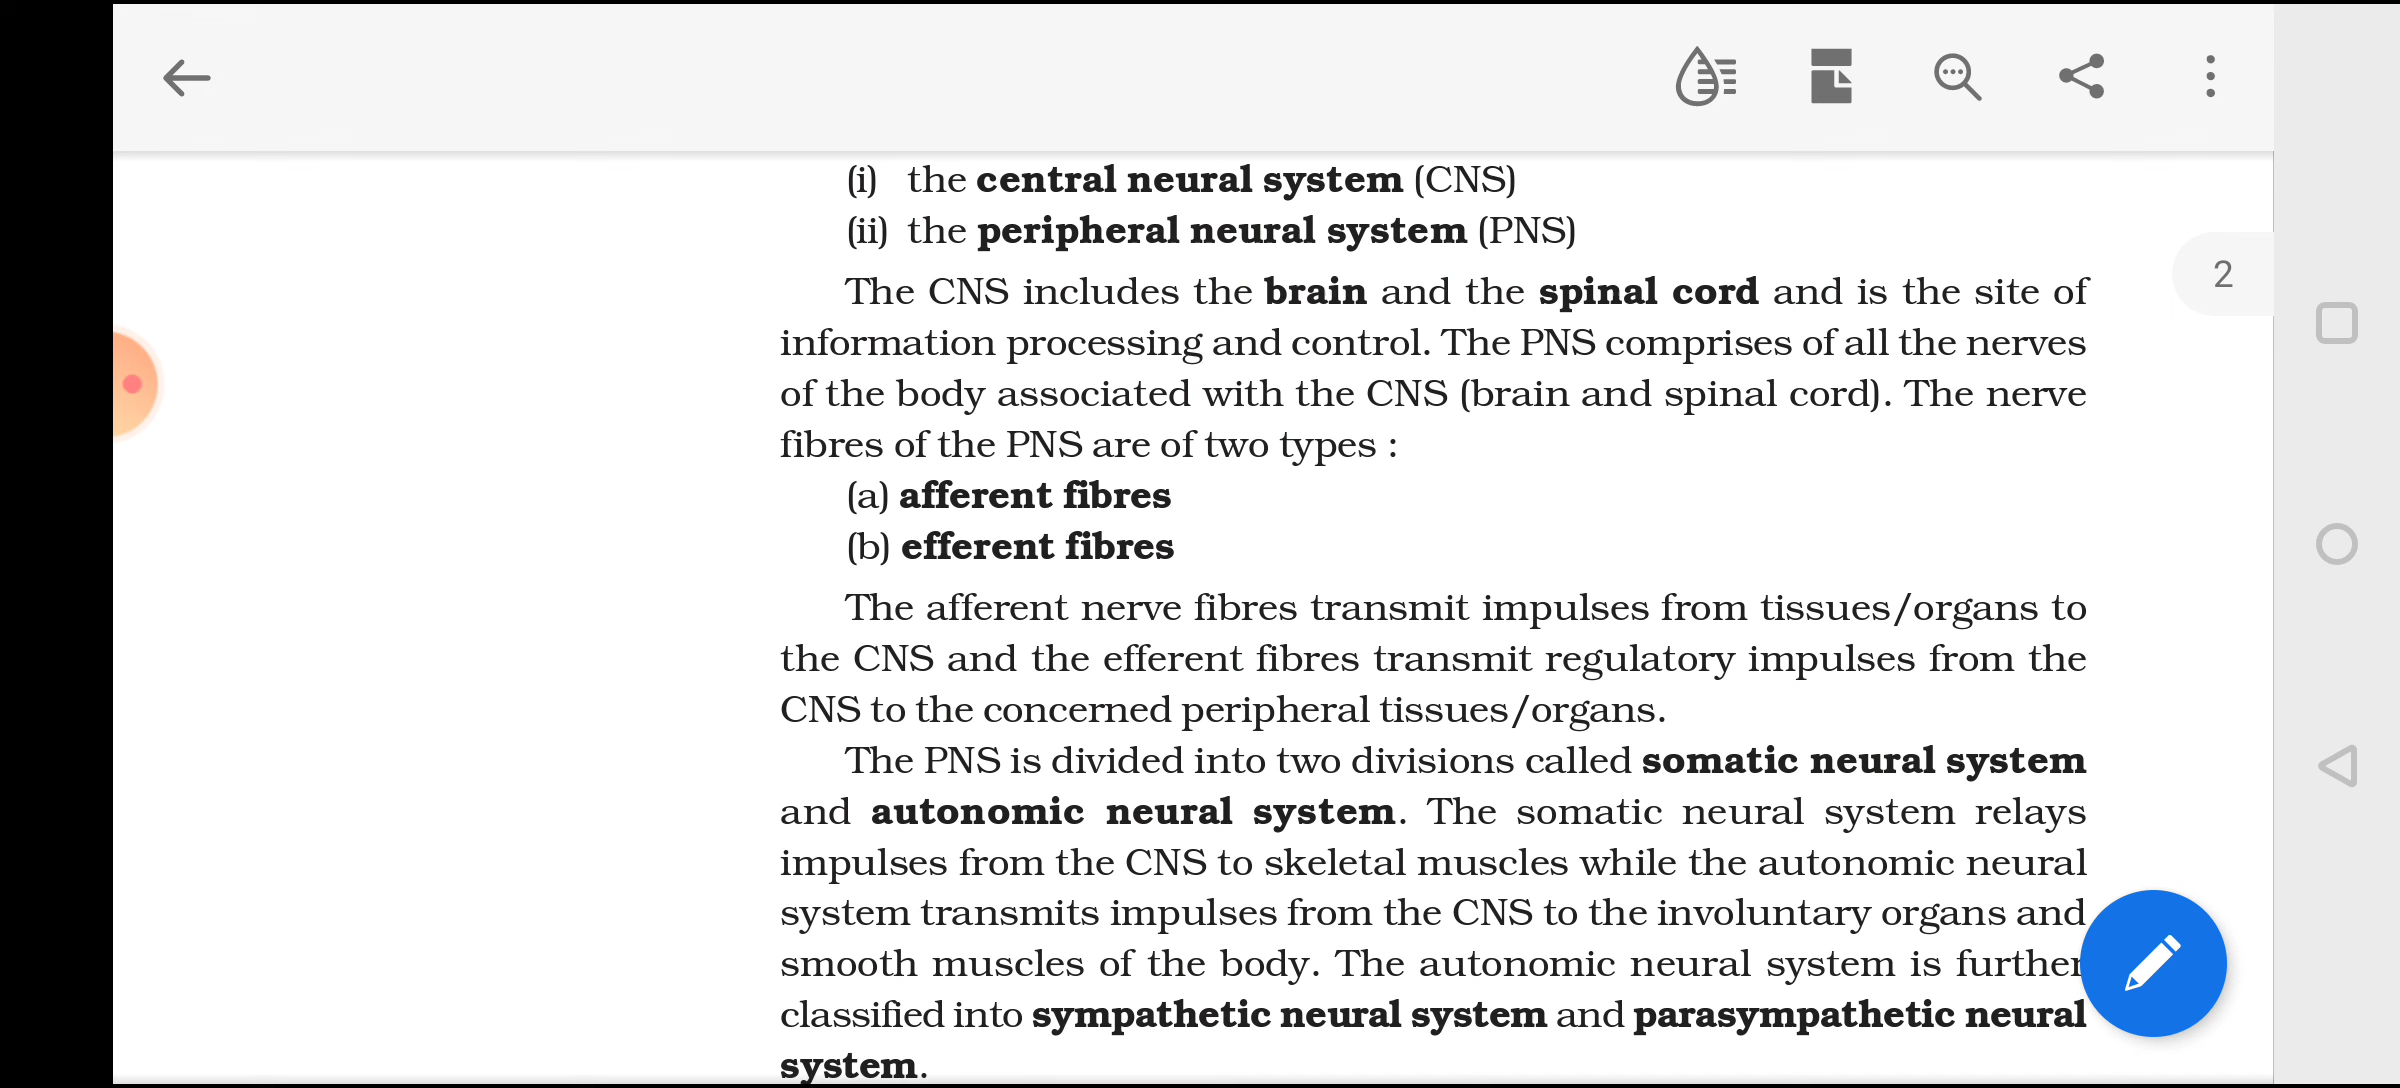 (i) the central neural system (CNS)
(ii) the peripheral neural system (PNS)
2
The CNS includes the brain and the spinal cord and is the site of
information processing and control. The PNS comprises of all the nerves
of the body associated with the CNS (brain and spinal cord). The nerve
fibres of the PNS are of two types :
(a) afferent fibres
(b) efferent fibres
The afferent nerve fibres transmit impulses from tissues/organs to
the CNS and the efferent fibres transmit regulatory impulses from the
CNS to the concerned peripheral tissues/organs.
The PNS is divided into two divisions called somatic neural system
and autonomic neural system. The somatic neural system relays
impulses from the CNS to skeletal muscles while the autonomic neural
system transmits impulses from the CNS to the involuntary organs and
smooth muscles of the body. The autonomic neural system is further
classified into sympathetic neural system and parasympathetic neural
system.